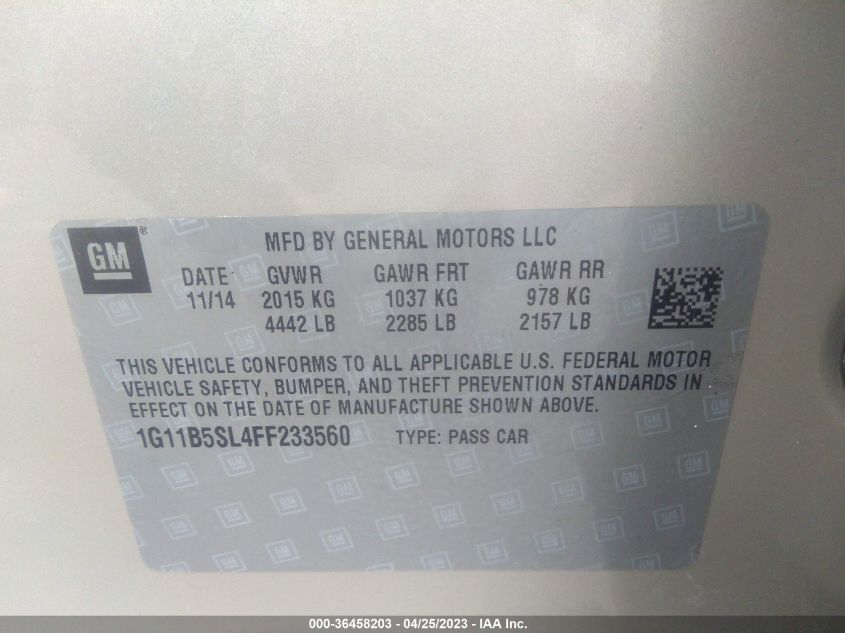 GM
MFD BY GENERAL MOTORS LLC
DATE GVWR GAWR FRT GAWR RR
11/14 2015 KG 1037 KG 978 KG
4442 LB 2285 LB 2157 LB
THIS VEHICLE CONFORMS TO ALL APPLICABLE U.S. FEDERAL MOTOR
VEHICLE SAFETY, BUMPER, AND THEFT PREVENTION STANDARDS IN
EFFECT ON THE DATE OF MANUFACTURE SHOWN ABOVE.
1G11B5SL4FF233560 TYPE: PASS CAR
000-36458203 - 04/25/2023 - IAA Inc.